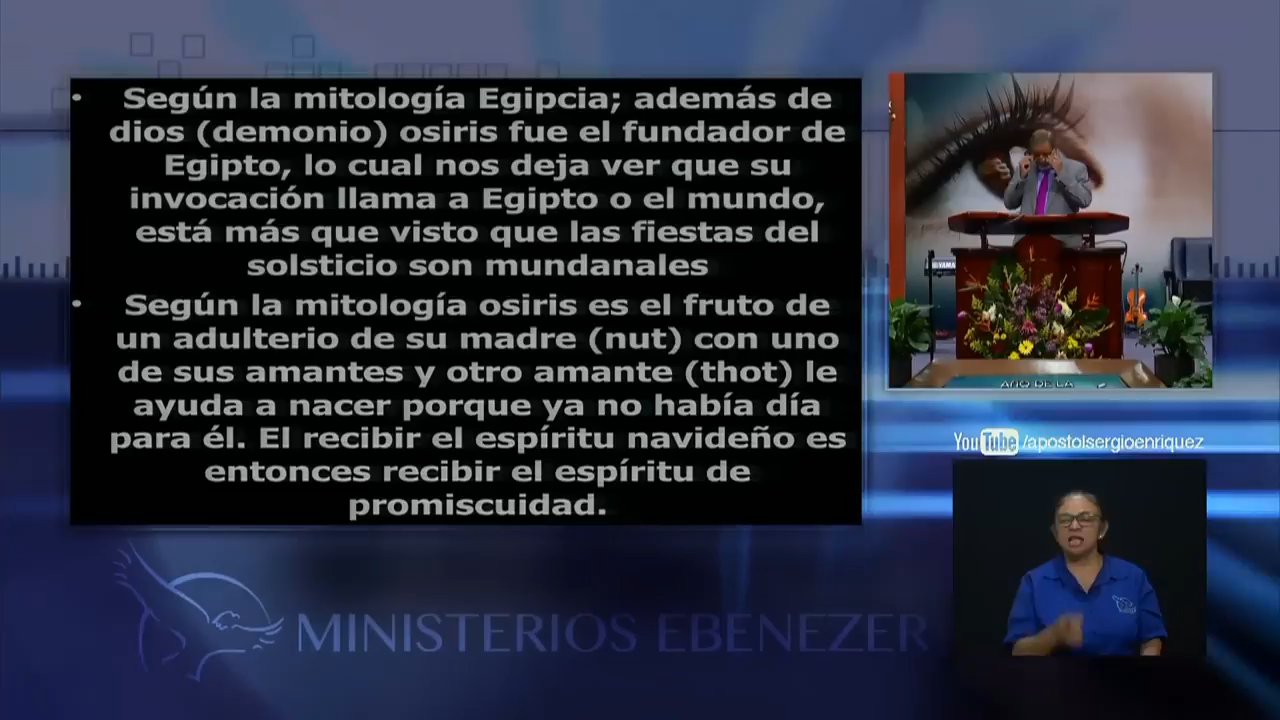 • Según la mitología Egipcia; además de
dios (demonio) osiris fue el fundador de
Egipto, lo cual nos deja ver que su
invocación llama a Egipto o el mundo,
está más que visto que las fiestas del
solsticio son mundanales
• Según la mitología osiris es el fruto de
un adulterio de su madre (nut) con uno
de sus amantes y otro amante (thot) le
ayuda a nacer porque ya no había día
para él. El recibir el espíritu navideño es
entonces recibir el espíritu de
promiscuidad.
YAMAHA
AÑO DE LA
YouTube /apostolsergioenriquez
MINISTERIOS EBENEZER